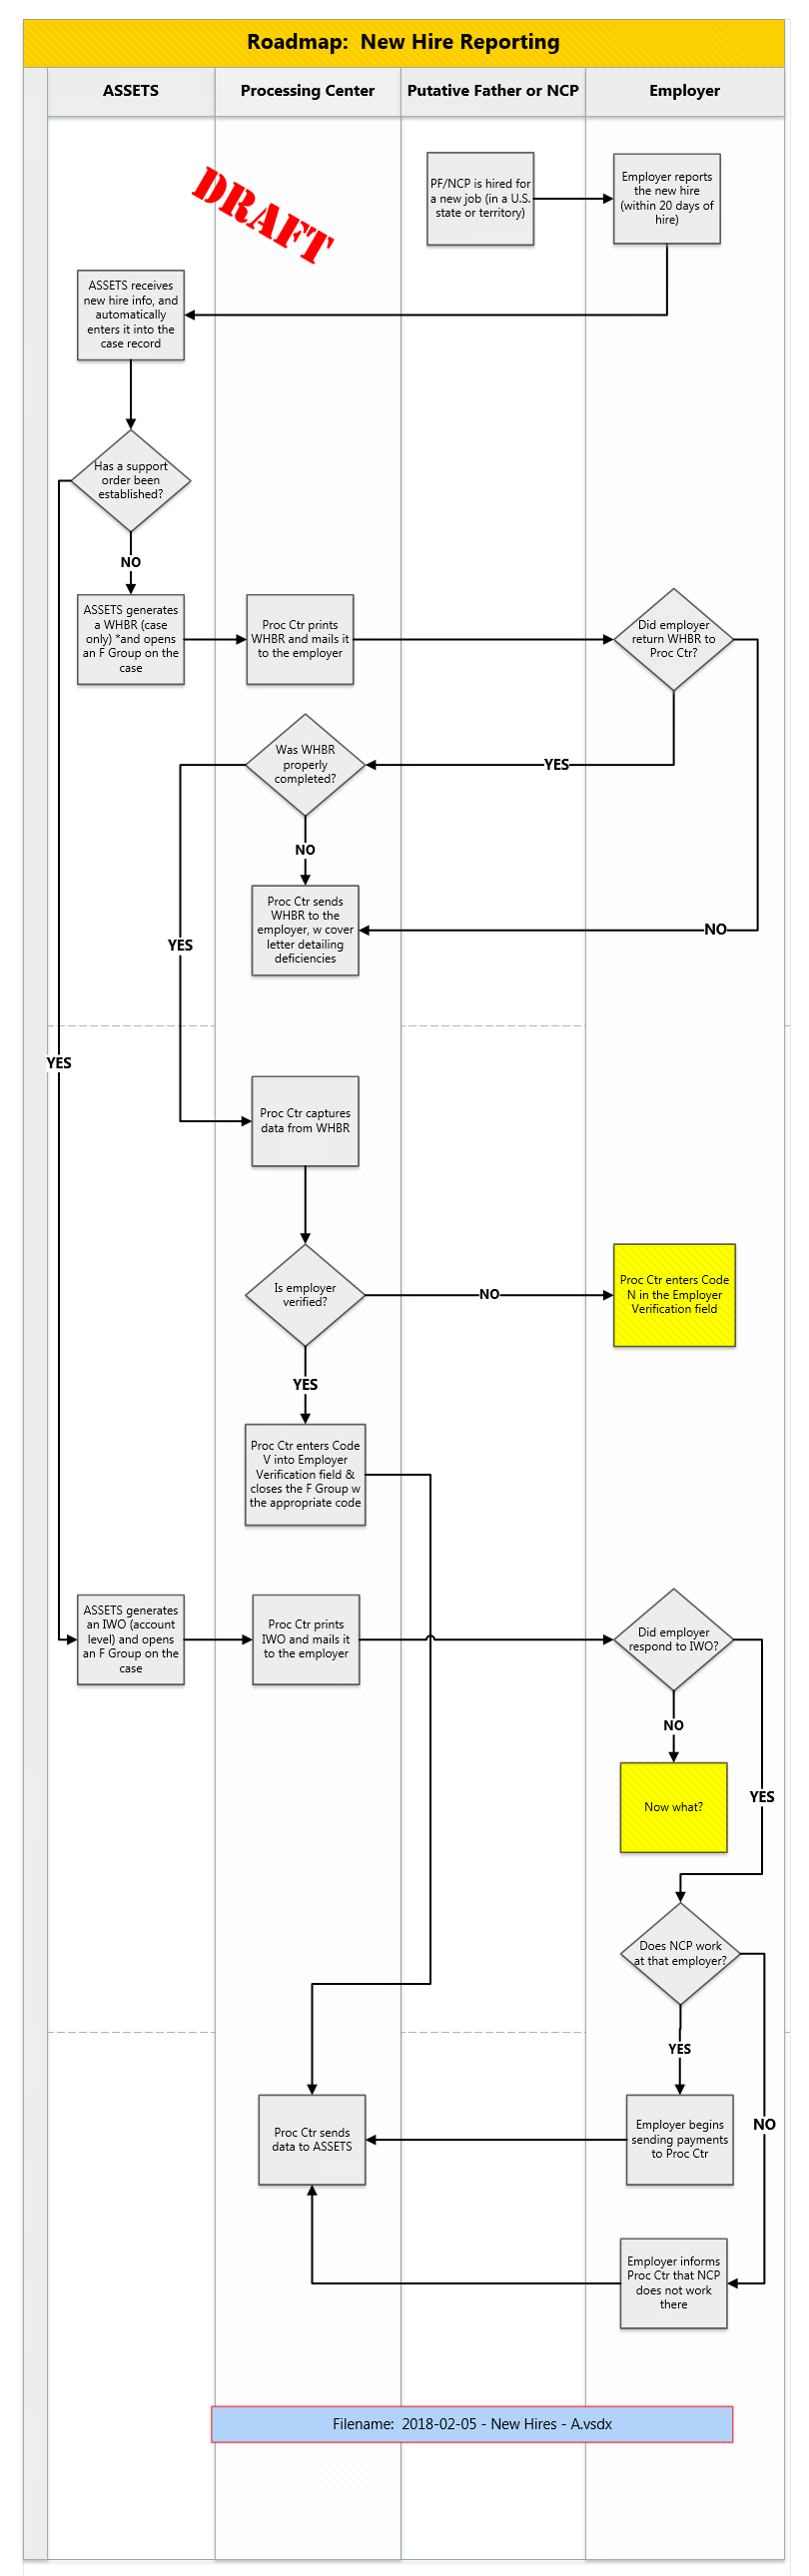 Roadmap:  New Hire Reporting
ASSETS
Processing Center
Putative Father or NCP
Employer
DRAFT
PF/NCP is hired for
a new job (in a U.S.
state or territory)
Employer reports
the new hire
(within 20 days of
hire)
ASSETS receives
new hire info, and
automatically
enters it into the
case record
Has a support
order been
established?
NO
ASSETS generates
a WHBR (case
only) *and opens
an F Group on the
case
Proc Ctr prints
WHBR and mails it
to the employer
Did employer
return WHBR to
Proc Ctr?
Was WHBR
properly
completed?
YES
NO
Proc Ctr sends
WHBR to the
employer, w cover
letter detailing
deficiencies
NO
YES
YES
Proc Ctr captures
data from WHBR
Is employer
verified?
NO
Proc Ctr enters Code
N in the Employer
Verification field
YES
Proc Ctr enters Code
V into Employer
Verification field &
closes the F Group w
the appropriate code
ASSETS generates
an IWO (account
level) and opens
an F Group on the
case
Proc Ctr prints
IWO and mails it
to the employer
Did employer
respond to IWO?
NO
Now what?
YES
Does NCP work
at that employer?
YES
NO
Proc Ctr sends
data to ASSETS
Employer begins
sending payments
to Proc Ctr
Employer informs
Proc Ctr that NCP
does not work
there
Filename:  2018-02-05 - New Hires - A.vsdx